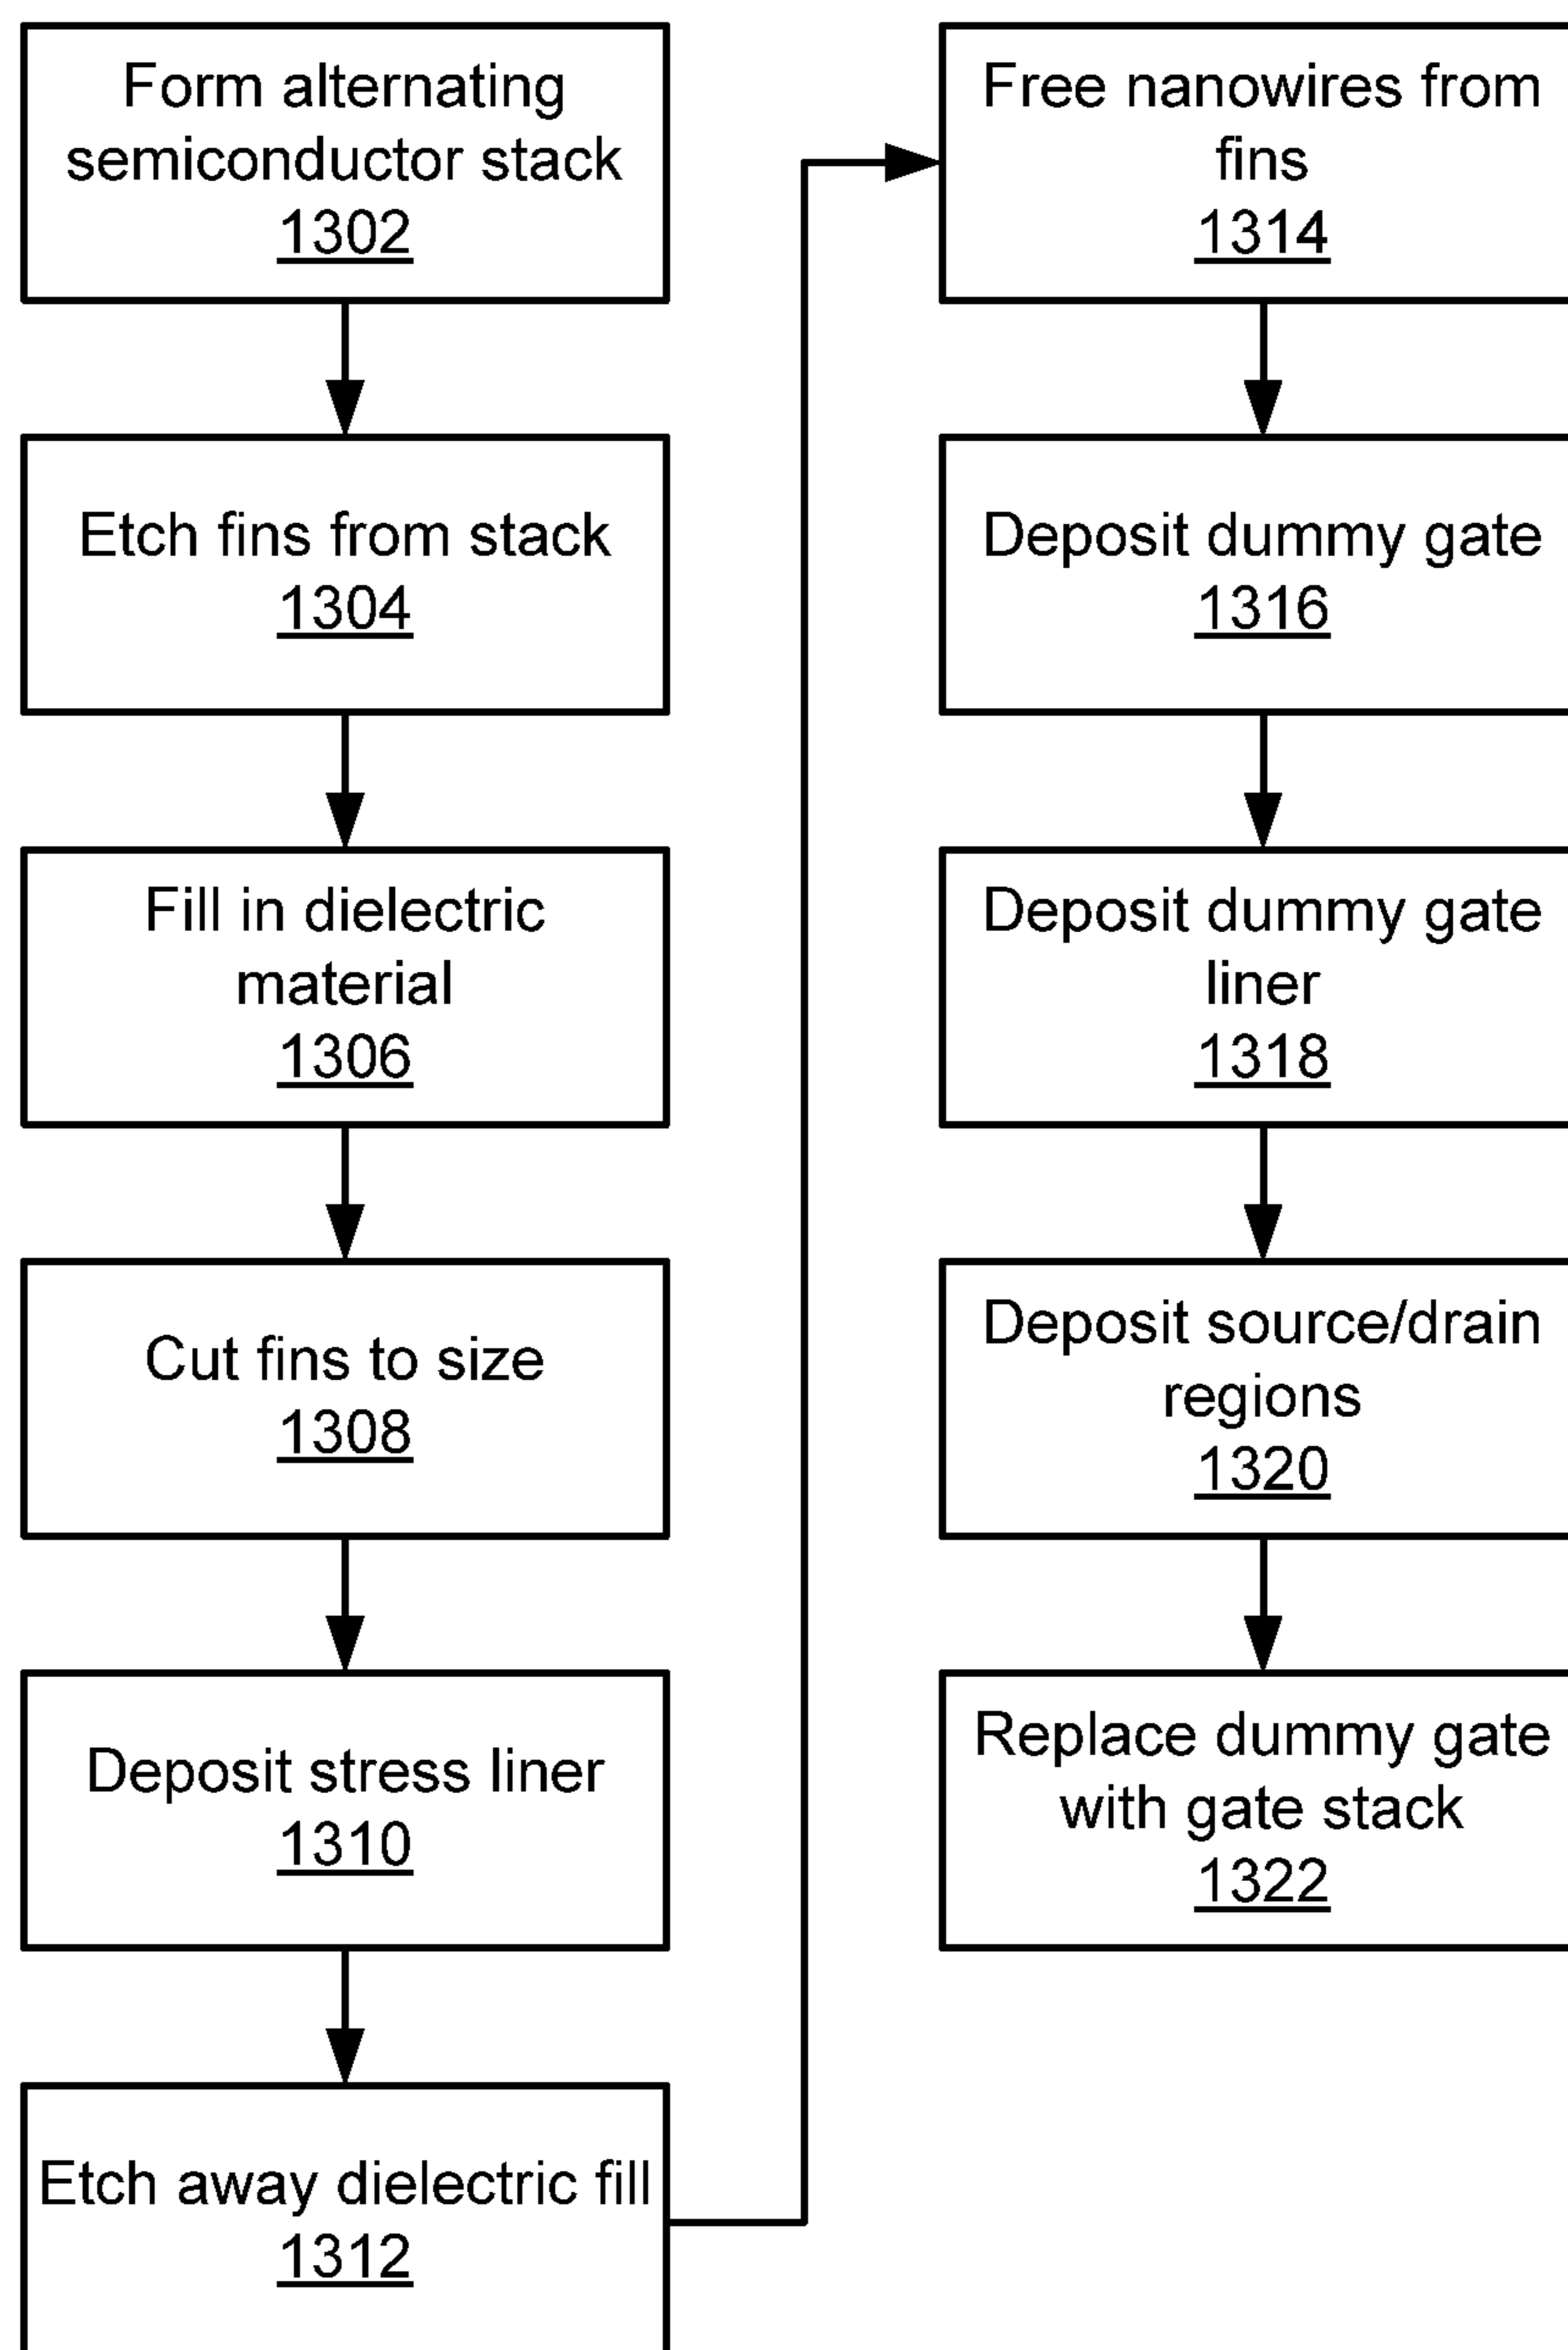 Form alternating
semiconductor stack
1302
Etch fins from stack
1304
Fill in dielectric
material
1306
Cut fins to size
1308
Deposit stress liner
1310
Etch away dielectric fill
1312
Free nanowires from
fins
1314
Deposit dummy gate
1316
Deposit dummy gate
liner
1318
Deposit source/drain
regions
1320
Replace dummy gate
with gate stack
1322